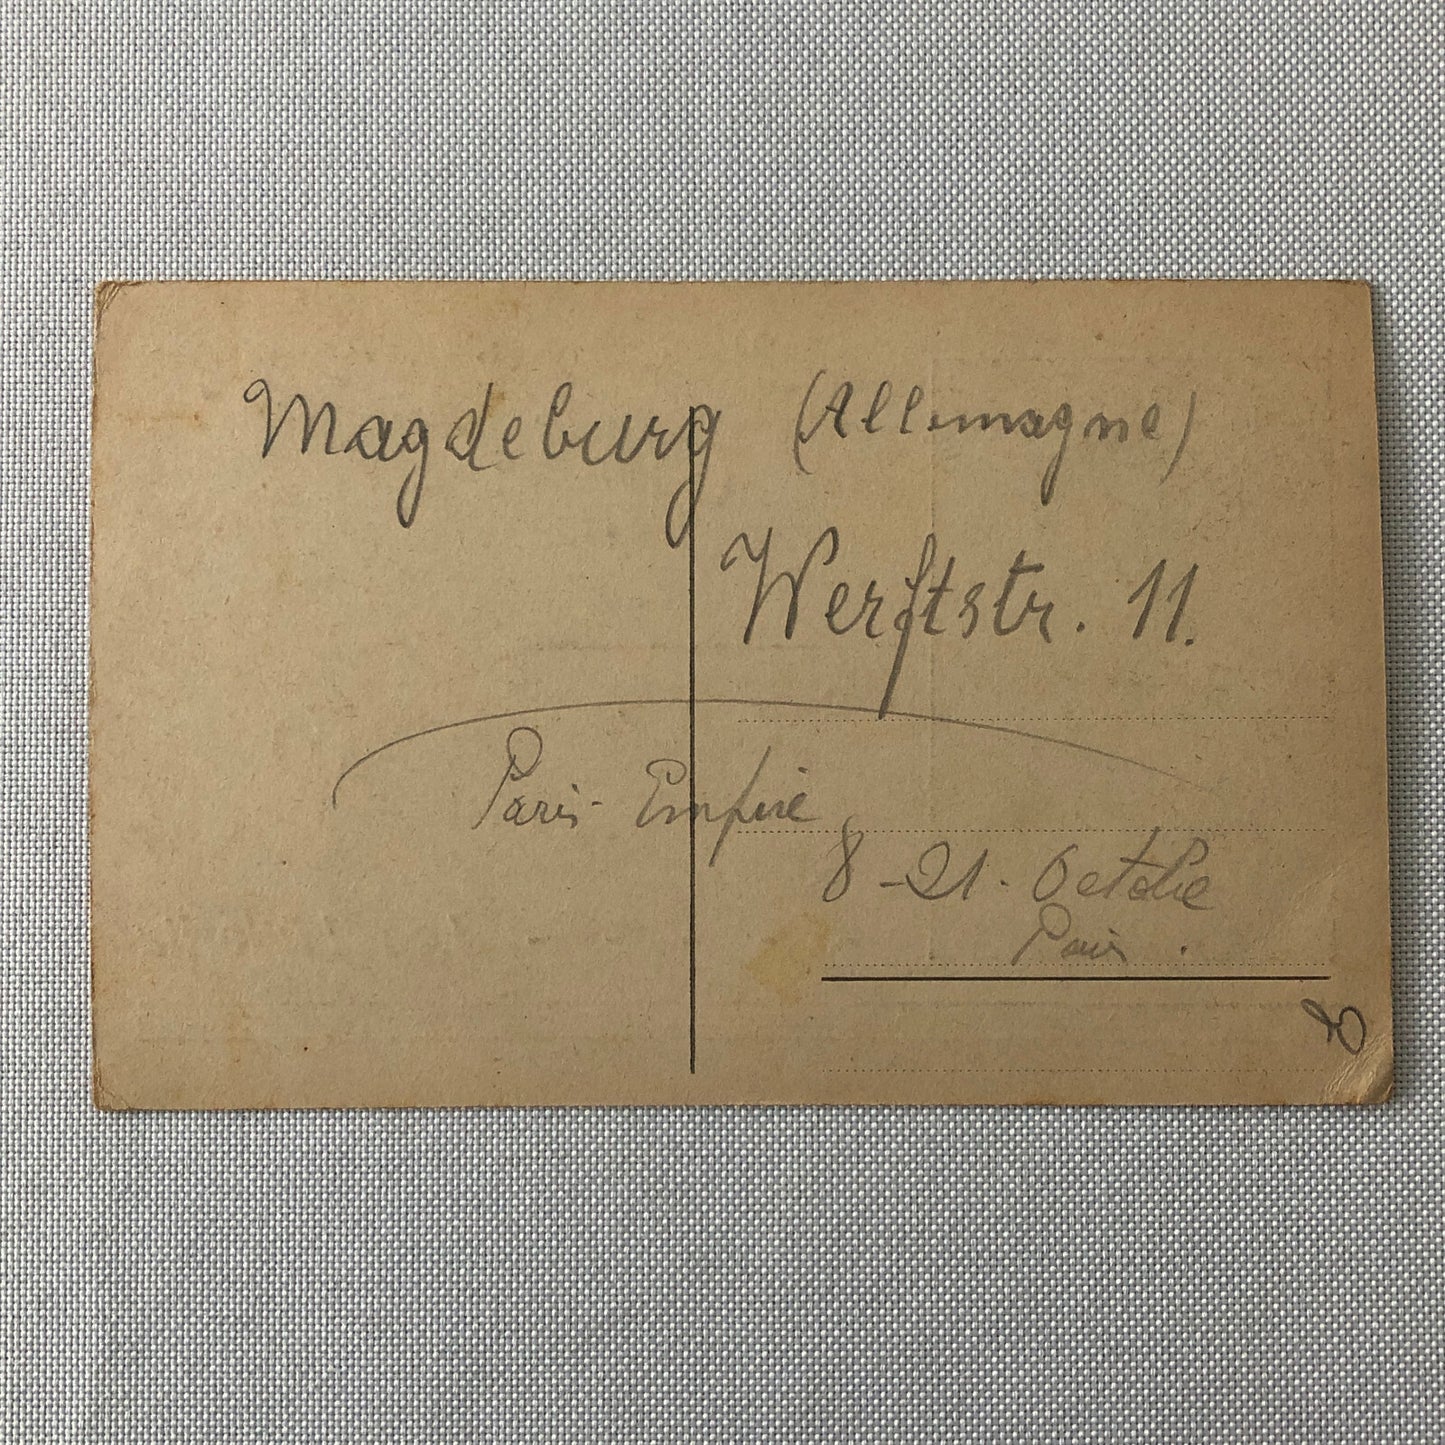 Magdeburg (Allemagne)
Werftstr. 11.
Paris - Empire
8 - 21 - Octobre
Paris.